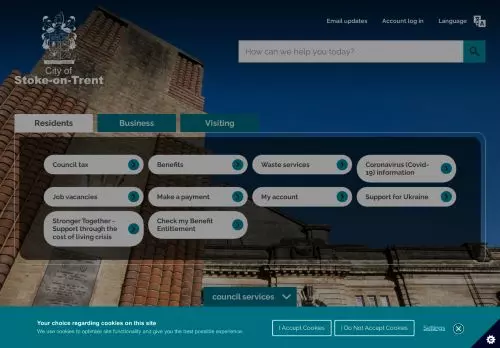 Email updates
Account log in
Language
City of
Stoke-on-Trent
How can we help you today?
Residents
Business
Visiting
Council tax
Benefits
Waste services
Coronavirus (Covid-
19) information
Job vacancies
Make a payment
My account
Support for Ukraine
Stronger Together -
Support through the
cost of living crisis
Check my Benefit
Entitlement
council services
Your choice regarding cookies on this site
We use cookies to optimise site functionality and give you the best possible experience.
I Accept Cookies
I Do Not Accept Cookies
Settings